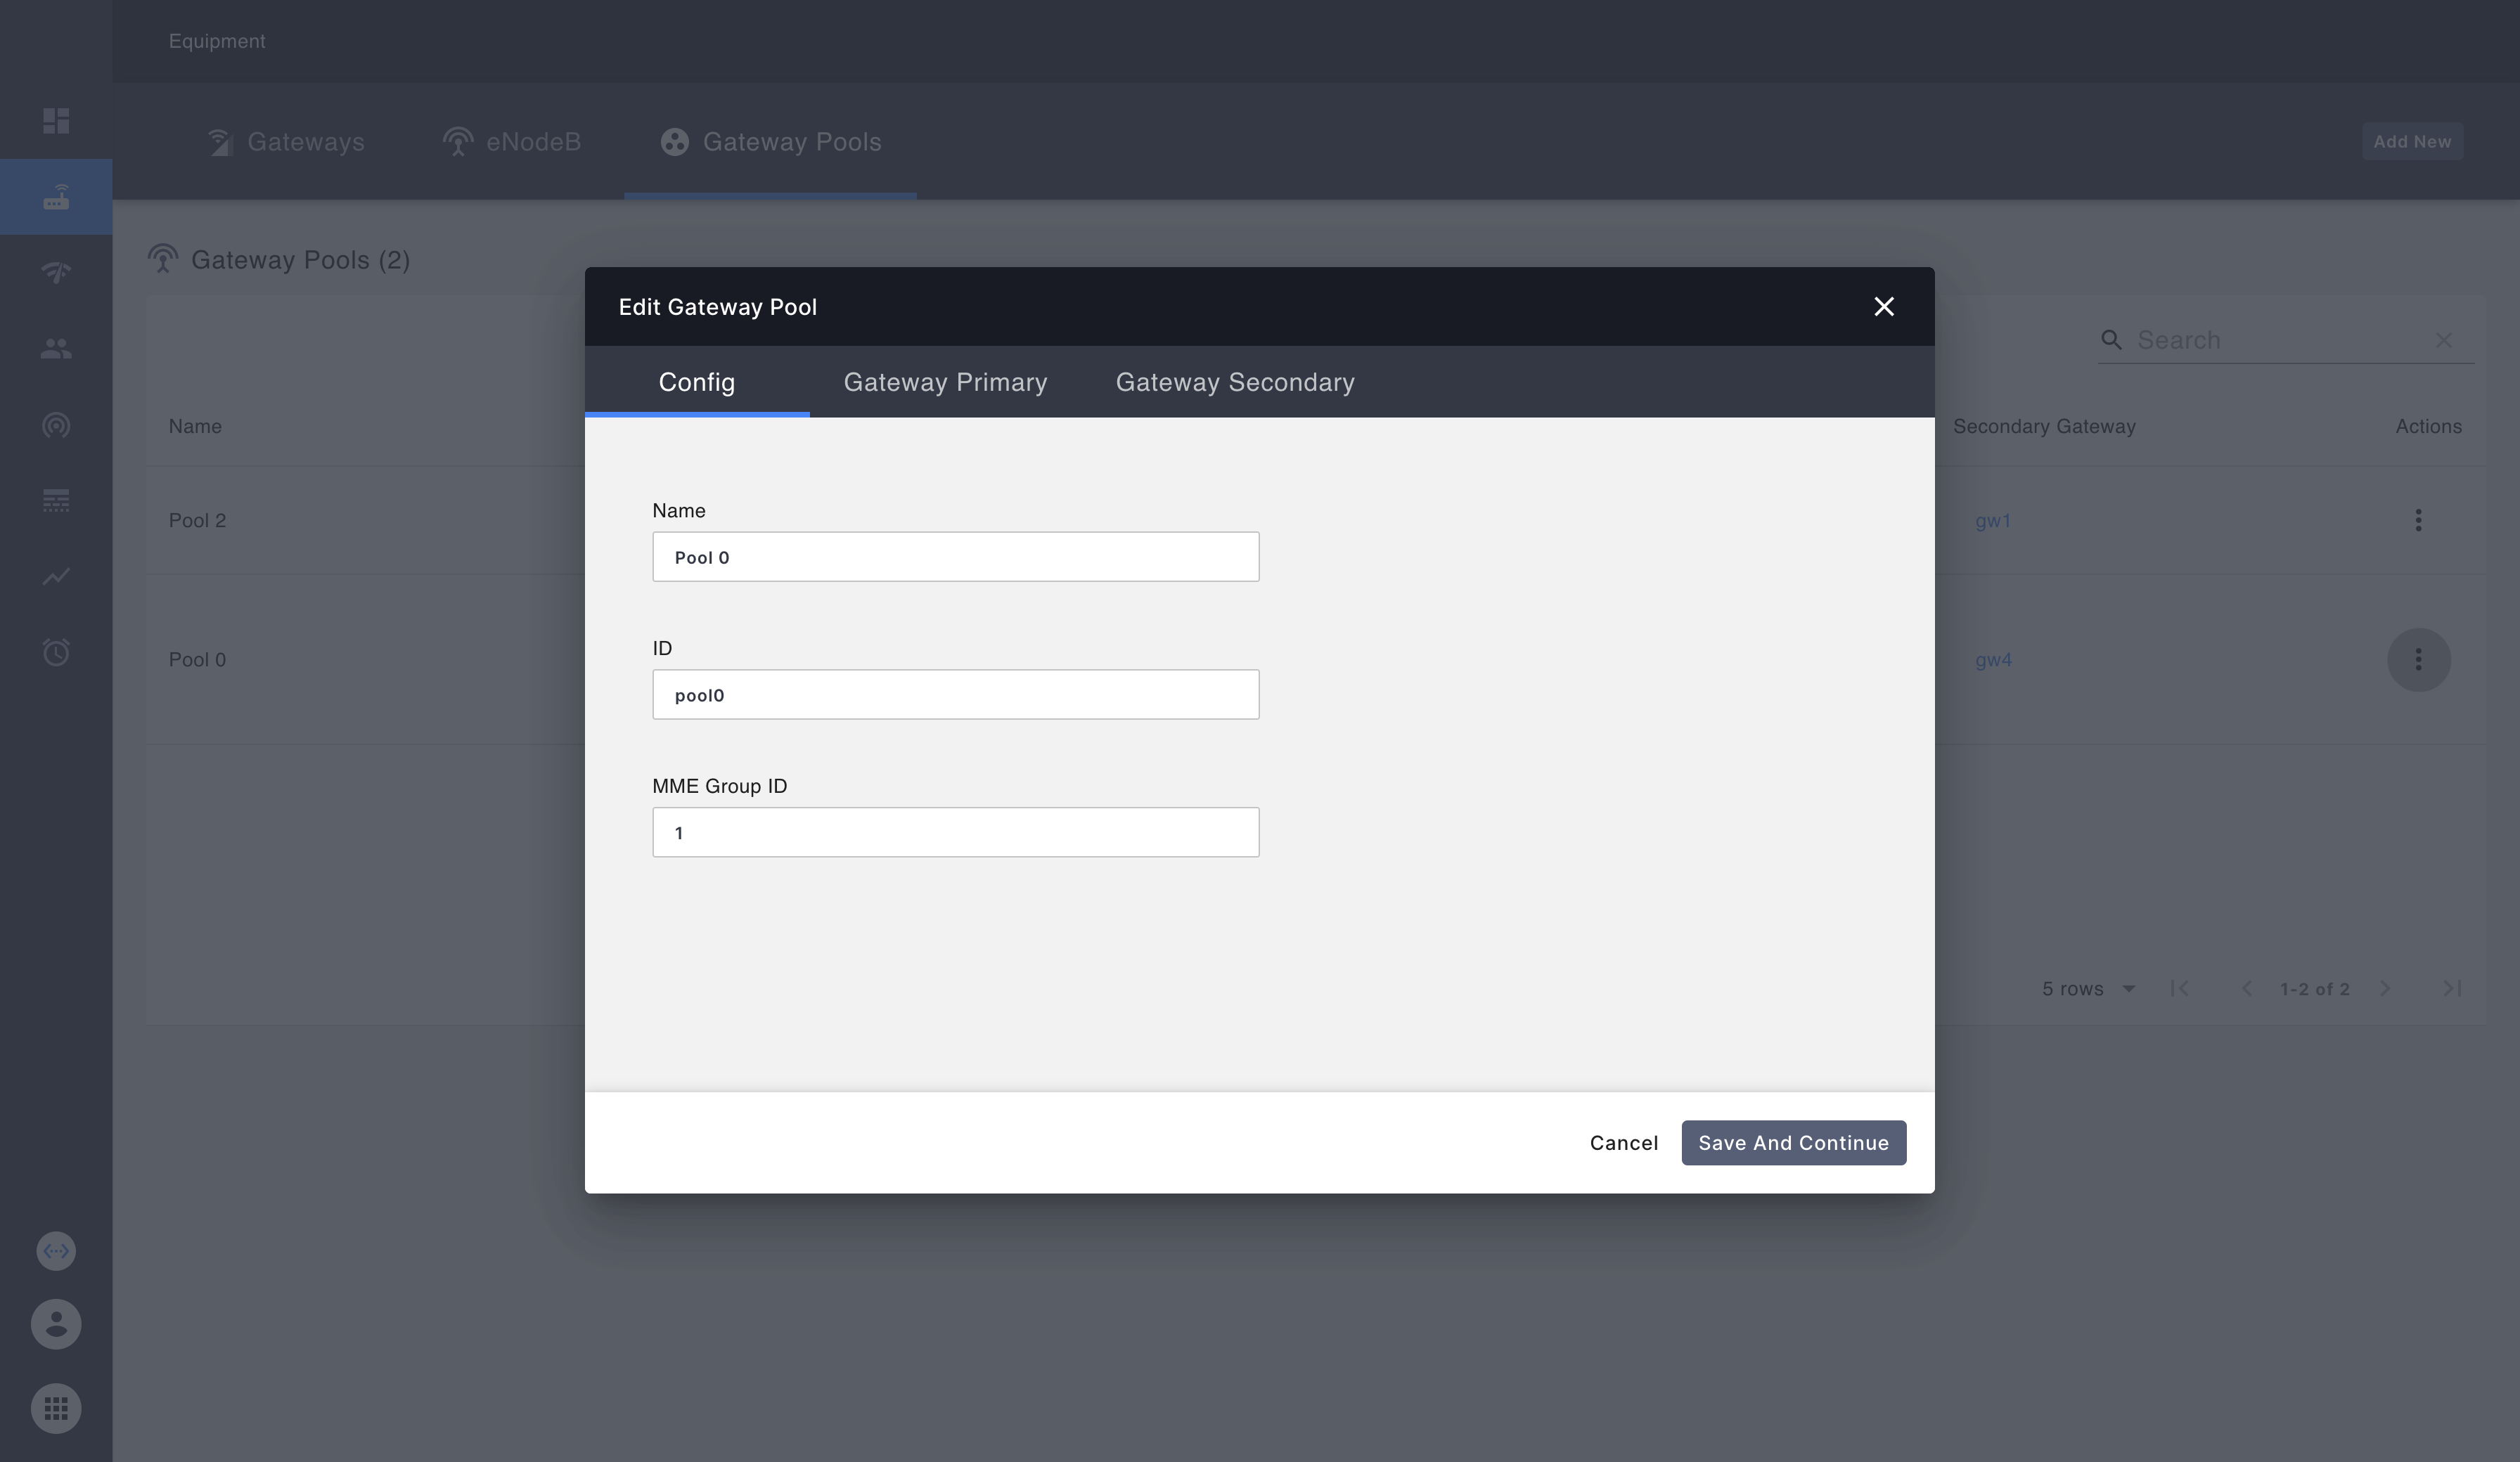 Equipment
Gateways
eNodeB
Gateway Pools
Add New
Gateway Pools (2)
Search
Name
Secondary Gateway
Actions
Pool 2
gw1
Pool 0
gw4
5 rows
1-2 of 2
Edit Gateway Pool
Config
Gateway Primary
Gateway Secondary
Name
Pool 0
ID
pool0
MME Group ID
1
Cancel
Save And Continue